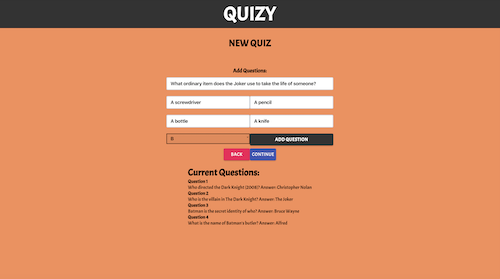 QUIZY
NEW QUIZ
Add Questions:
What ordinary item does the Joker use to take the life of someone?
A screwdriver
A pencil
A bottle
A knife
ADD QUESTION
BACK
CONTINUE
Current Questions:
Question 1
Who directed the Dark Knight (2008)? Answer: Christopher Nolan
Question 2
Who is the villain in The Dark Knight? Answer: The Joker
Question 3
Batman is the secret identity of who? Answer: Bruce Wayne
Question 4
What is the name of Batman's butler? Answer: Alfred